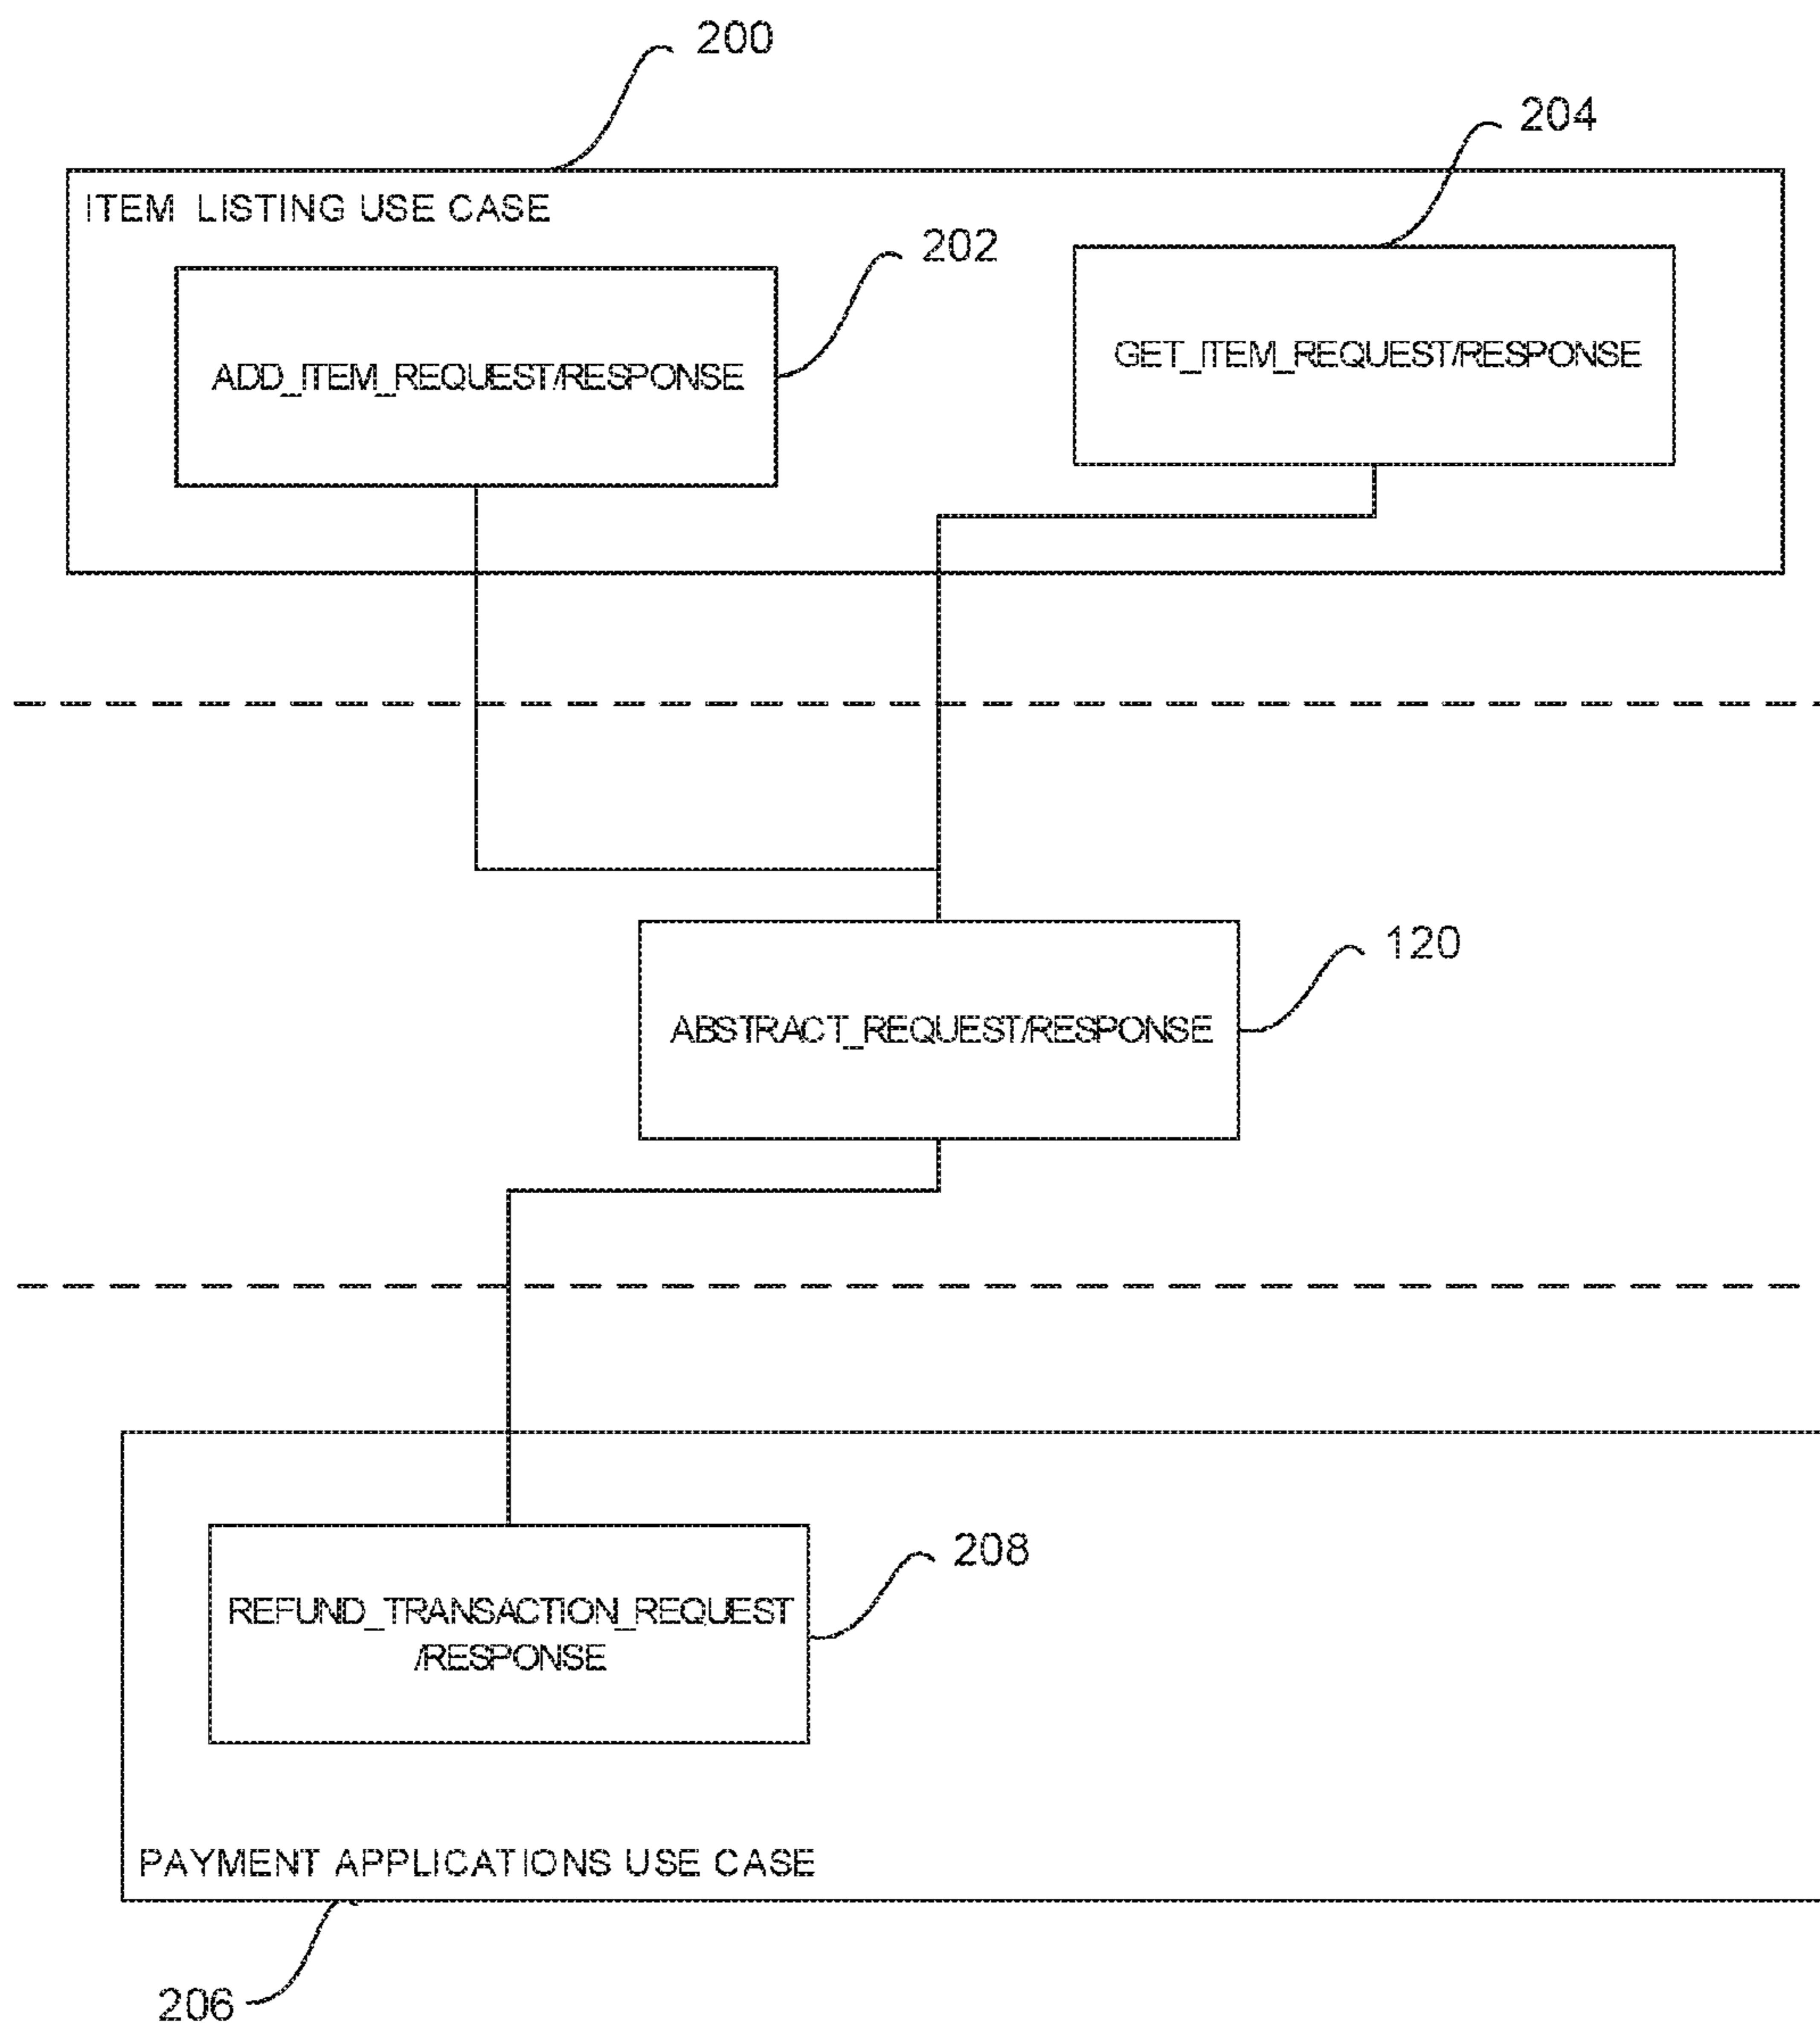 200
204
ITEM LISTING USE CASE
202
ADD_ITEM_REQUEST/RESPONSE
GET_ITEM_REQUEST/RESPONSE
120
ABSTRACT_REQUEST/RESPONSE
208
REFUND_TRANSACTION_REQUEST
/RESPONSE
PAYMENT APPLICATIONS USE CASE
206